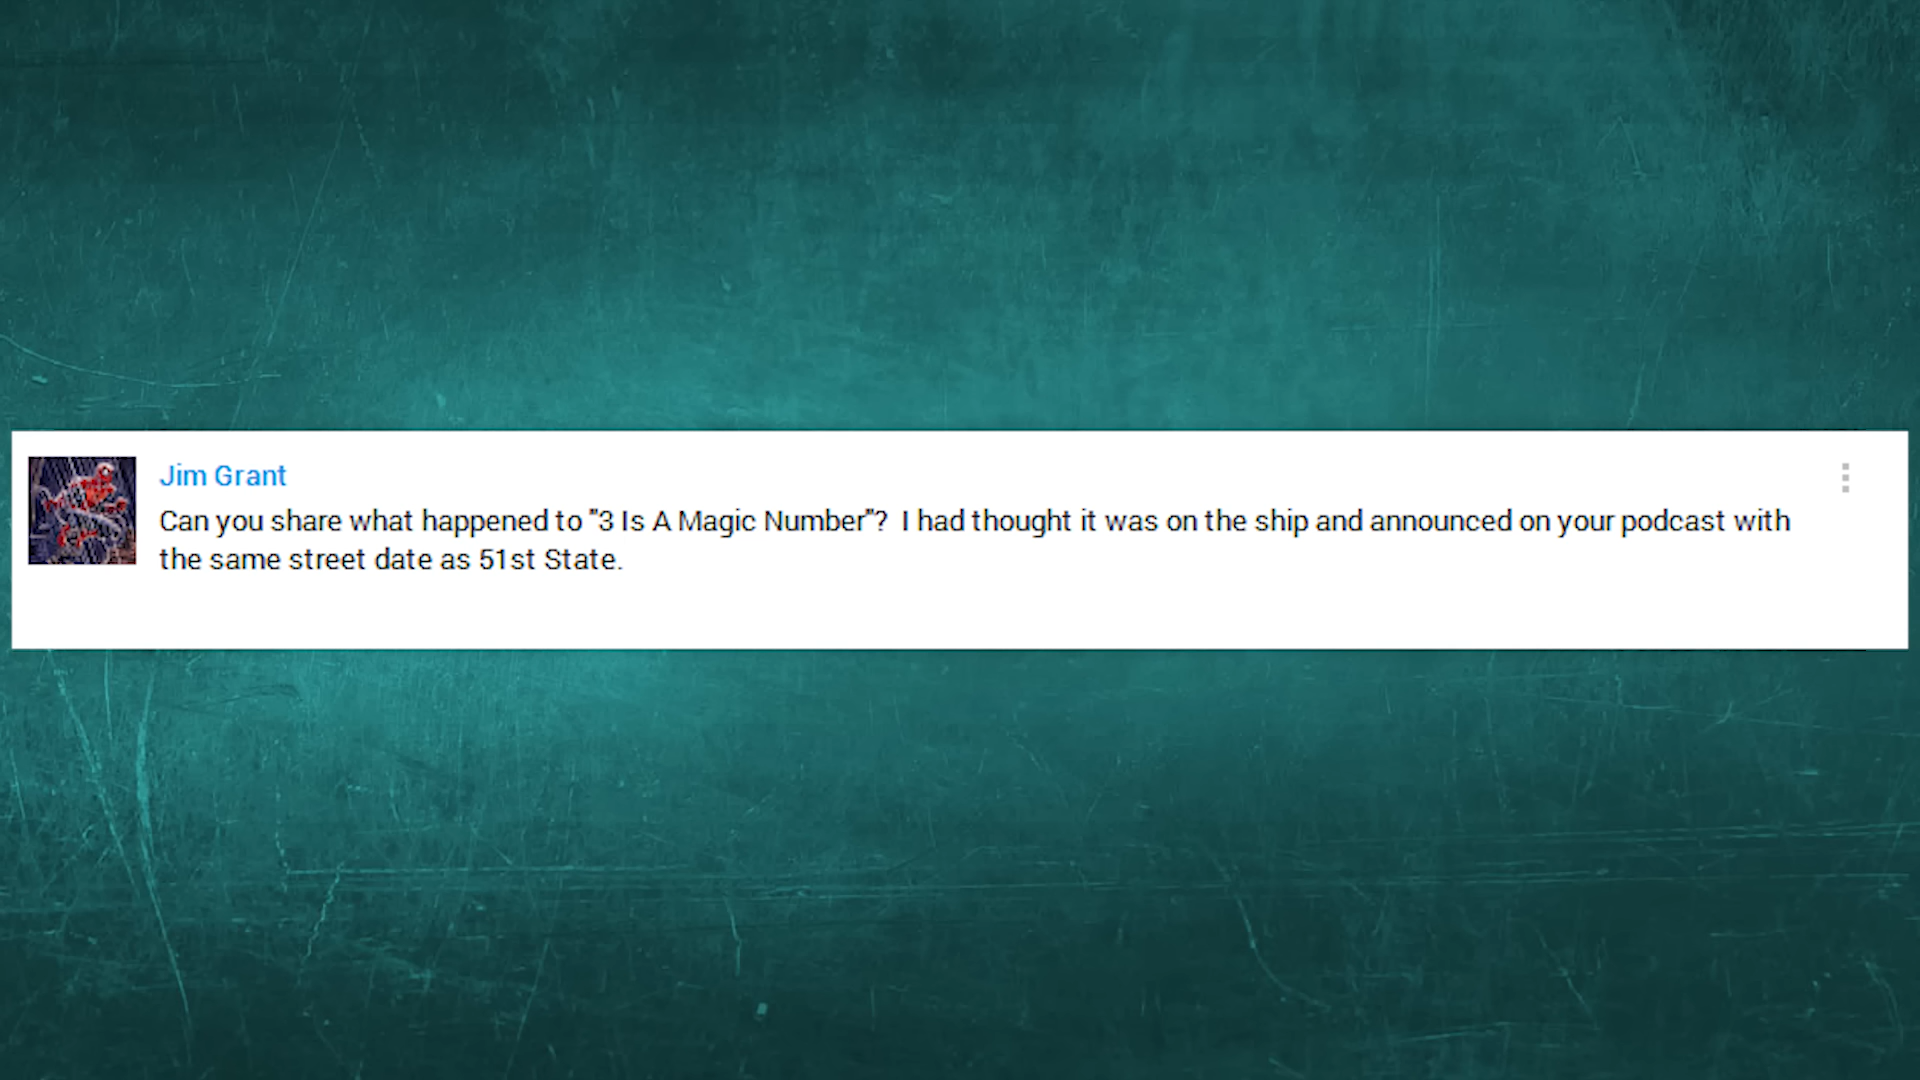 Jim Grant
Can you share what happened to "3 Is A Magic Number"?  I had thought it was on the ship and announced on your podcast with
the same street date as 51st State.